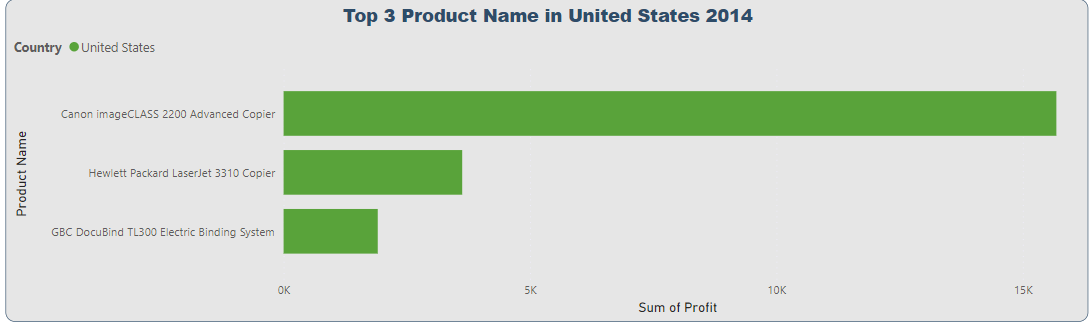 Top 3 Product Name in United States 2014
Country United States
Product Name
Canon imageCLASS 2200 Advanced Copier
Hewlett Packard LaserJet 3310 Copier
GBC DocuBind TL300 Electric Binding System
0K 5K 10K 15K
Sum of Profit